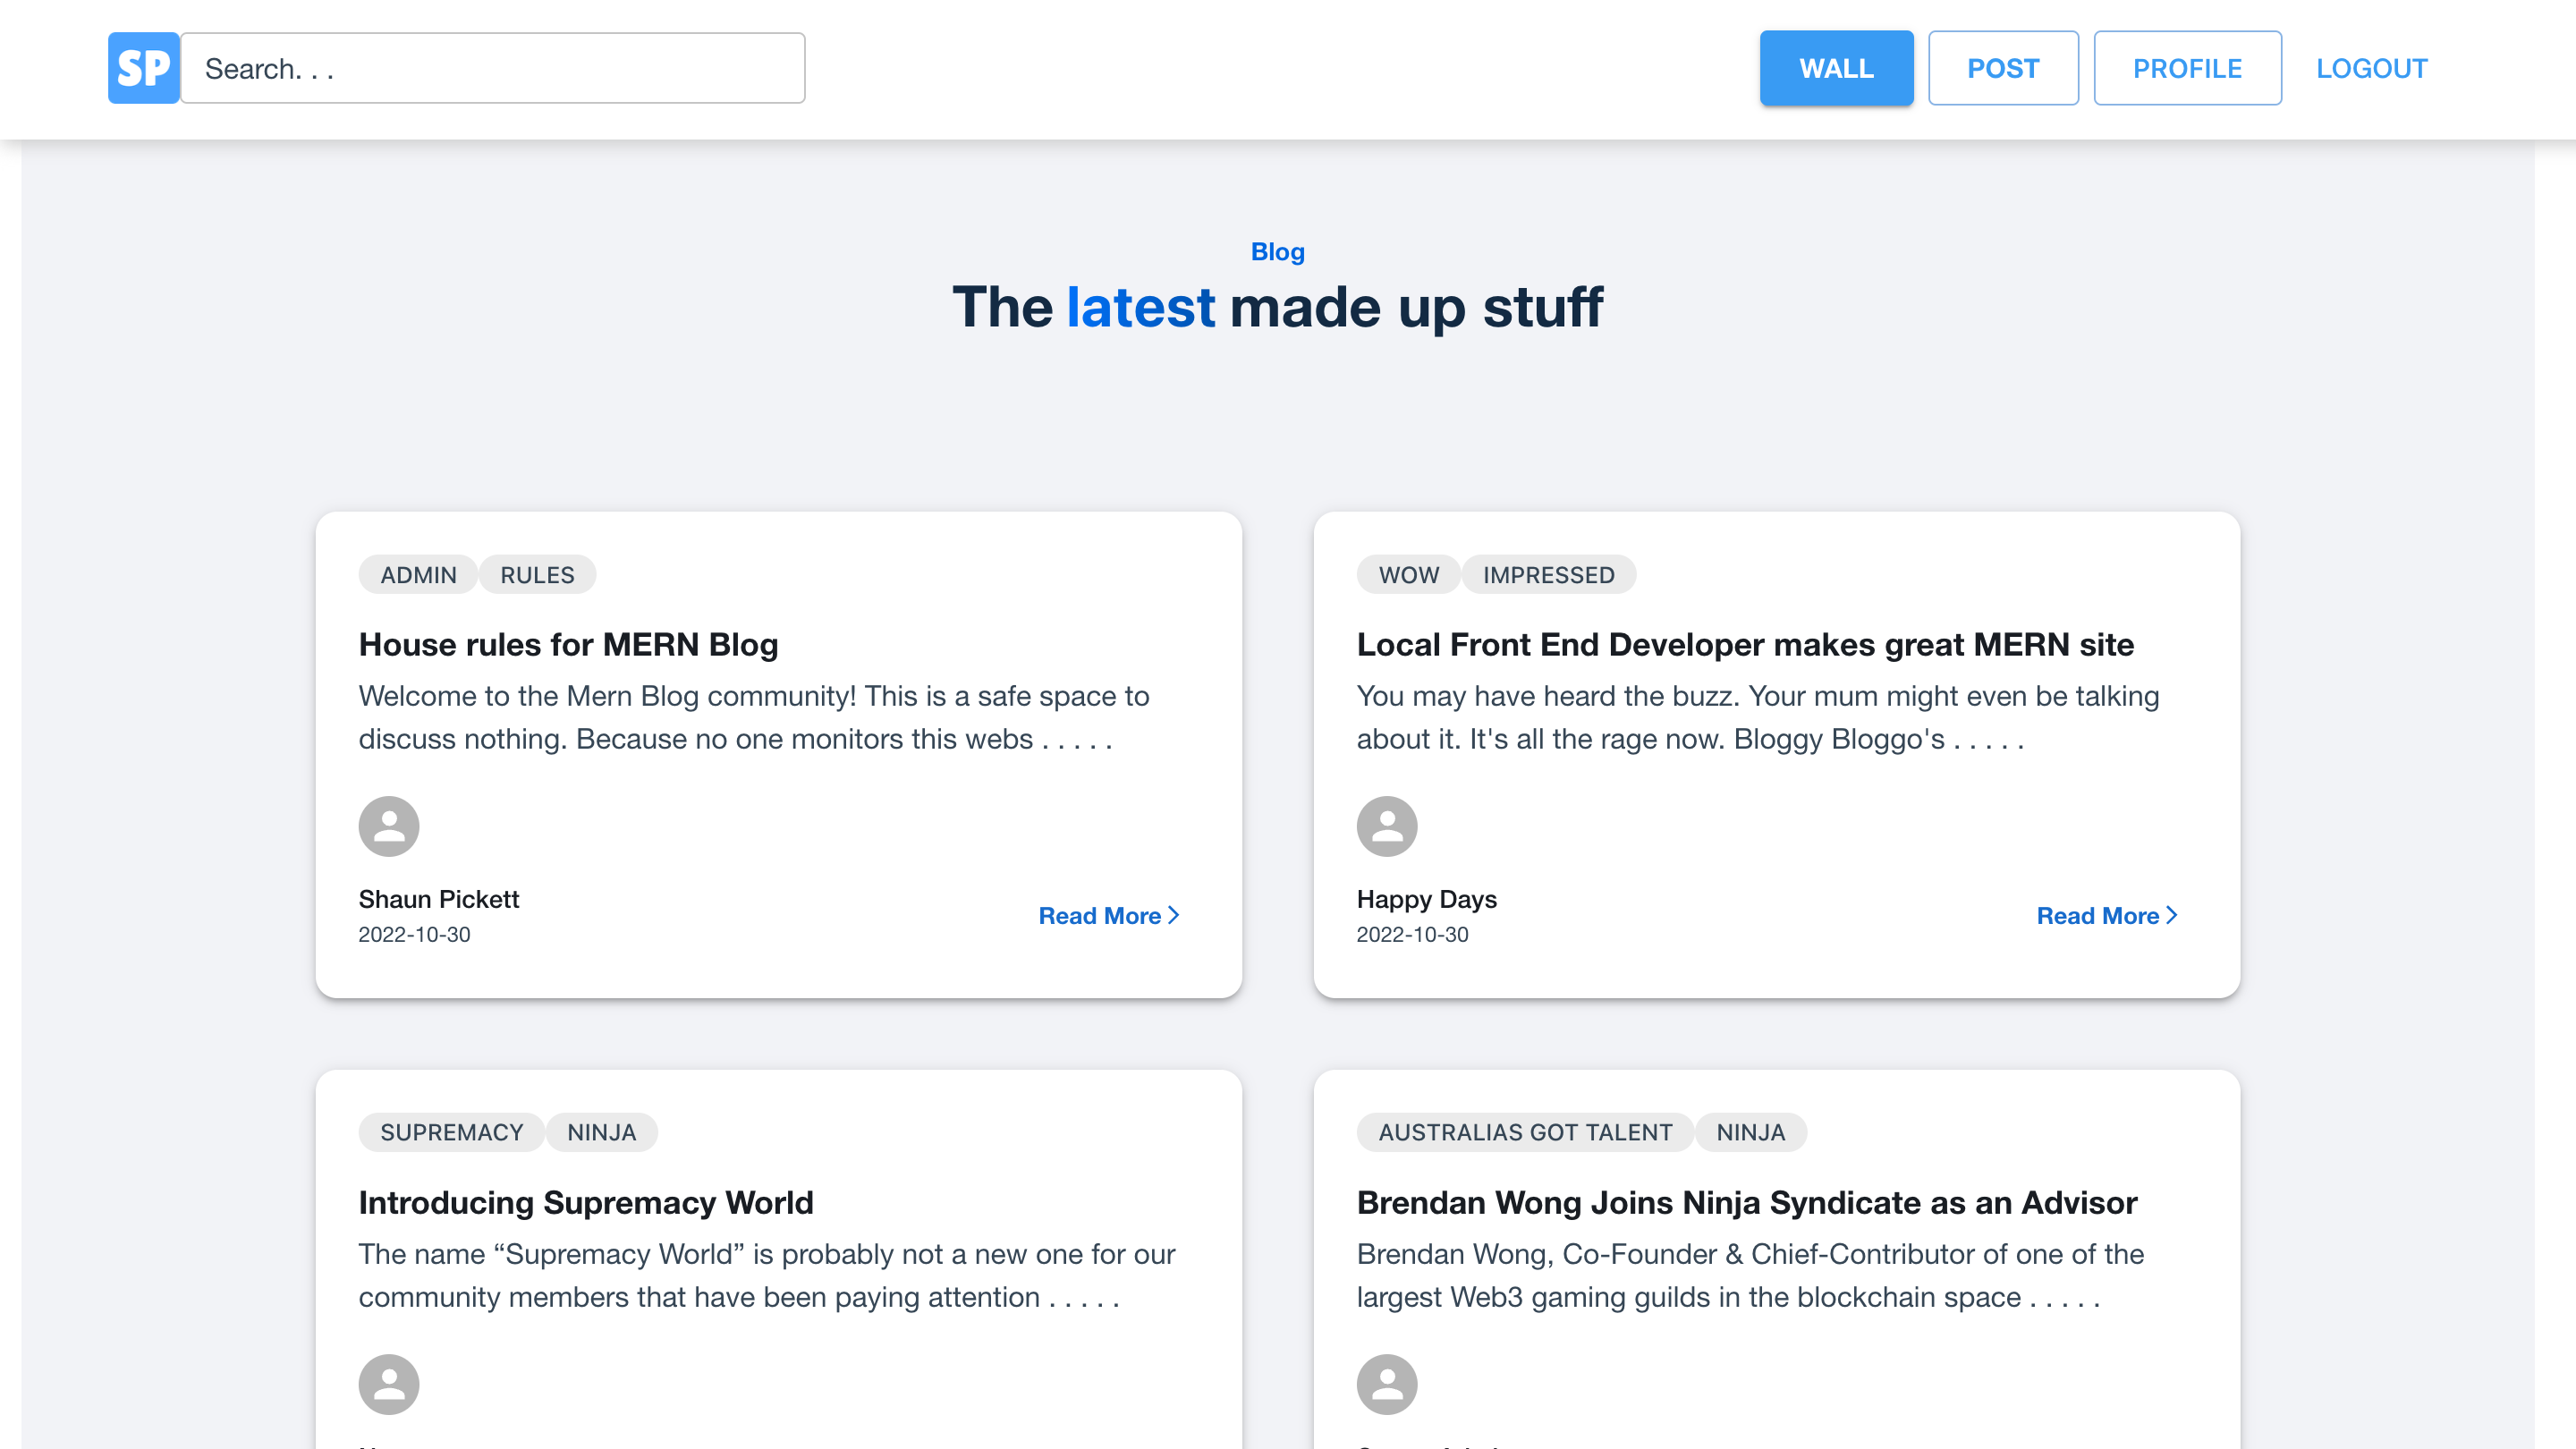 SP
Search. . .
WALL
POST
PROFILE
LOGOUT
Blog
The latest made up stuff
ADMIN
RULES
House rules for MERN Blog
Welcome to the Mern Blog community! This is a safe space to
discuss nothing. Because no one monitors this webs . . . . .
Shaun Pickett
2022-10-30
Read More
WOW
IMPRESSED
Local Front End Developer makes great MERN site
You may have heard the buzz. Your mum might even be talking
about it. It's all the rage now. Bloggy Bloggo's . . . . .
Happy Days
2022-10-30
Read More
SUPREMACY
NINJA
Introducing Supremacy World
The name “Supremacy World” is probably not a new one for our
community members that have been paying attention . . . . .
AUSTRALIAS GOT TALENT
NINJA
Brendan Wong Joins Ninja Syndicate as an Advisor
Brendan Wong, Co-Founder & Chief-Contributor of one of the
largest Web3 gaming guilds in the blockchain space . . . . .